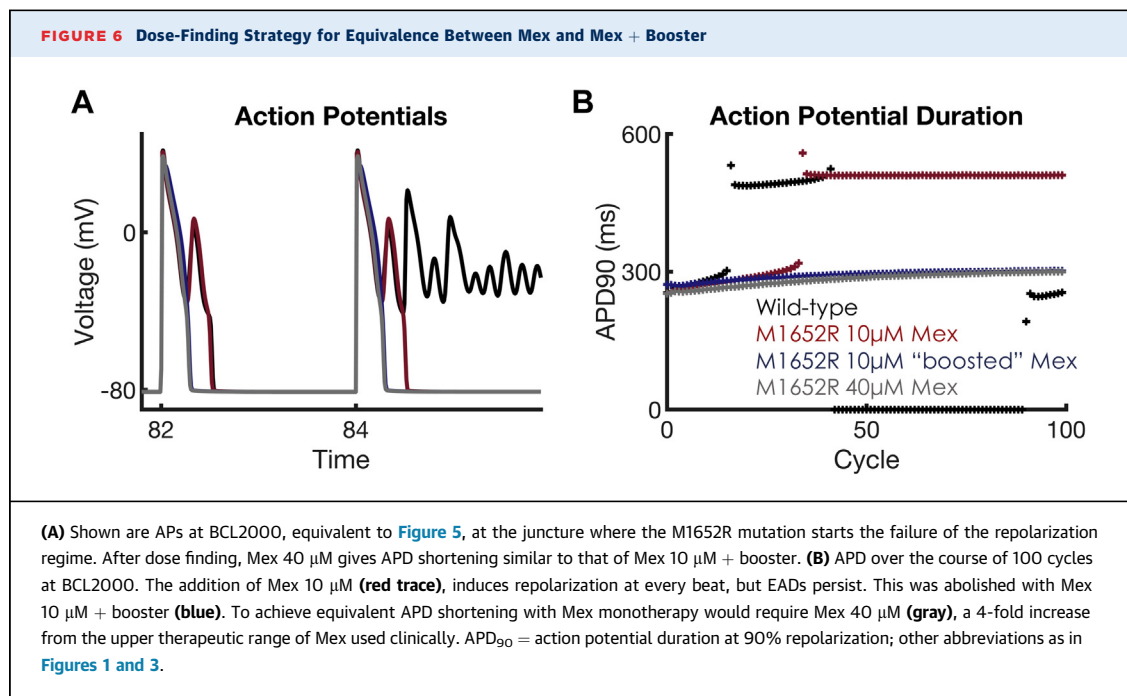 FIGURE 6 Dose-Finding Strategy for Equivalence Between Mex and Mex + Booster
A
Action Potentials
Voltage (mV)
0
-80
82
84
Time
B
Action Potential Duration
APD90 (ms)
600
300
0
Wild-type
M1652R 10μM Mex
M1652R 10μM “boosted” Mex
M1652R 40μM Mex
0
50
100
Cycle
(A) Shown are APs at BCL2000, equivalent to Figure 5, at the juncture where the M1652R mutation starts the failure of the repolarization
regime. After dose finding, Mex 40 μM gives APD shortening similar to that of Mex 10 μM + booster. (B) APD over the course of 100 cycles
at BCL2000. The addition of Mex 10 μM (red trace), induces repolarization at every beat, but EADs persist. This was abolished with Mex
10 μM + booster (blue). To achieve equivalent APD shortening with Mex monotherapy would require Mex 40 μM (gray), a 4-fold increase
from the upper therapeutic range of Mex used clinically. APD90 = action potential duration at 90% repolarization; other abbreviations as in
Figures 1 and 3.